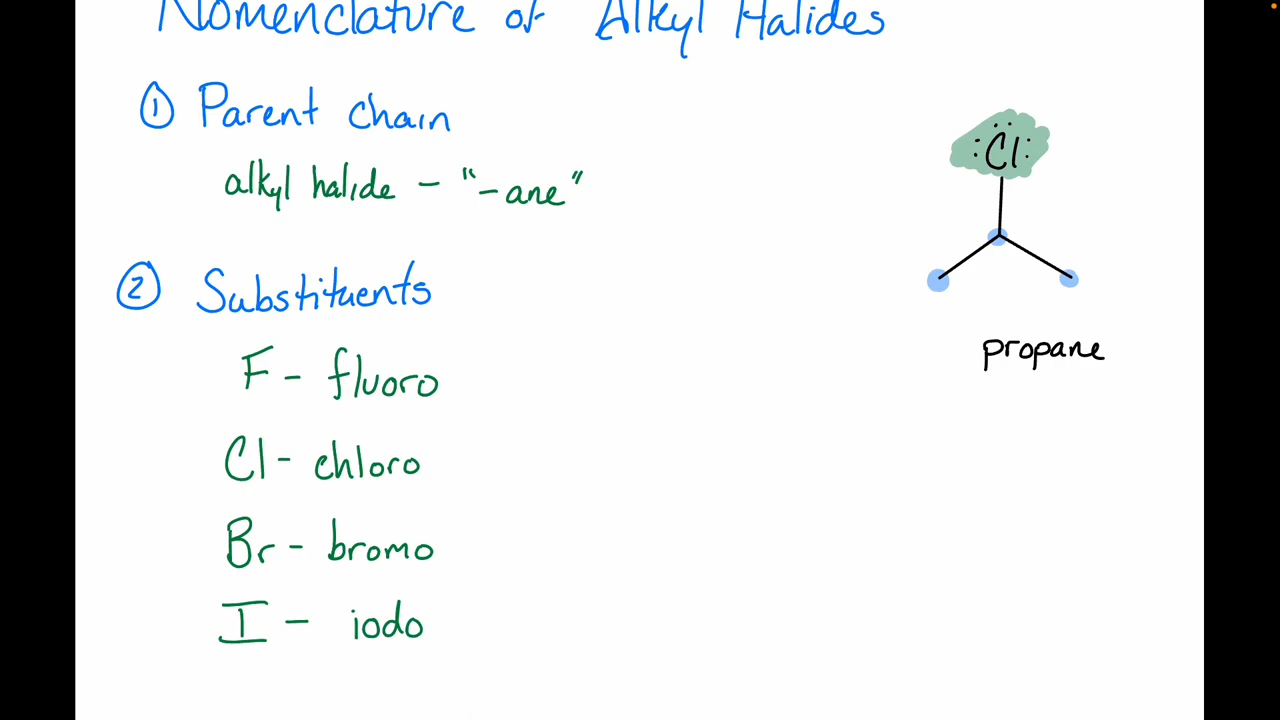 Nomenclature of Alkyl Halides
① Parent chain
alkyl halide - "-ane"
② Substituents
F - fluoro
Cl - chloro
Br - bromo
I - iodo
:Cl:
propane